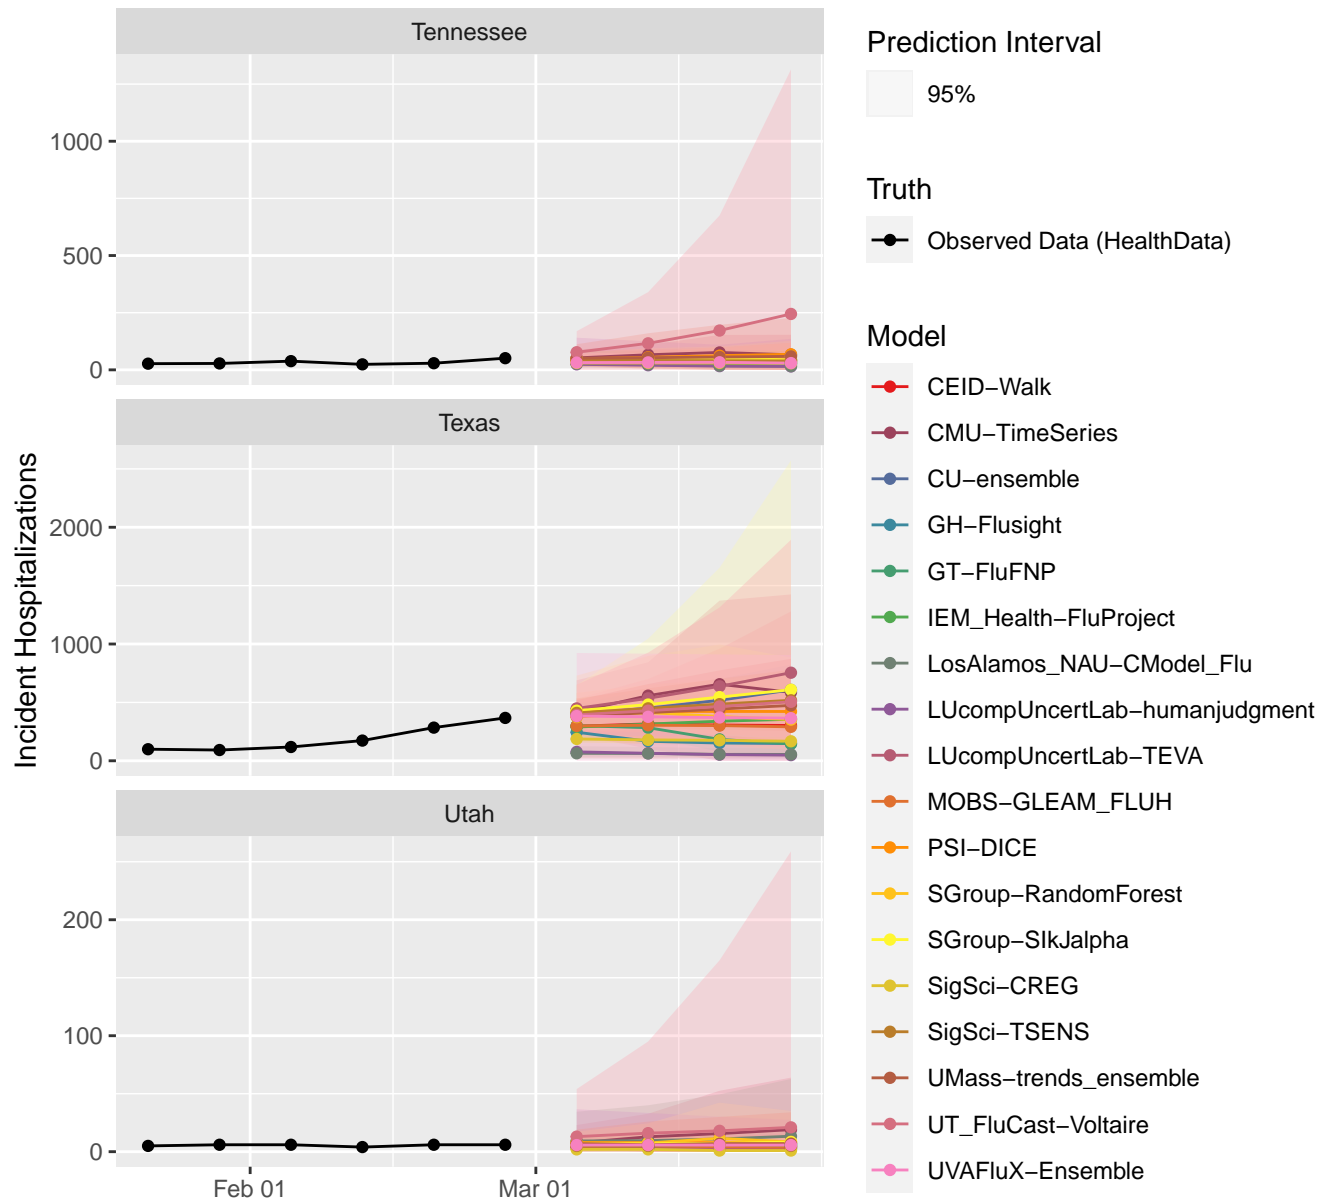 Tennessee
1000
500
0
Texas
2000
1000
0
Utah
200
100
0
Feb 01
Mar 01
Incident Hospitalizations
Prediction Interval
95%
Truth
Observed Data (HealthData)
Model
CEID−Walk
CMU−TimeSeries
CU−ensemble
GH−Flusight
GT−FluFNP
IEM_Health−FluProject
LosAlamos_NAU−CModel_Flu
LUcompUncertLab−humanjudgment
LUcompUncertLab−TEVA
MOBS−GLEAM_FLUH
PSI−DICE
SGroup−RandomForest
SGroup−SIkJalpha
SigSci−CREG
SigSci−TSENS
UMass−trends_ensemble
UT_FluCast−Voltaire
UVAFluX−Ensemble